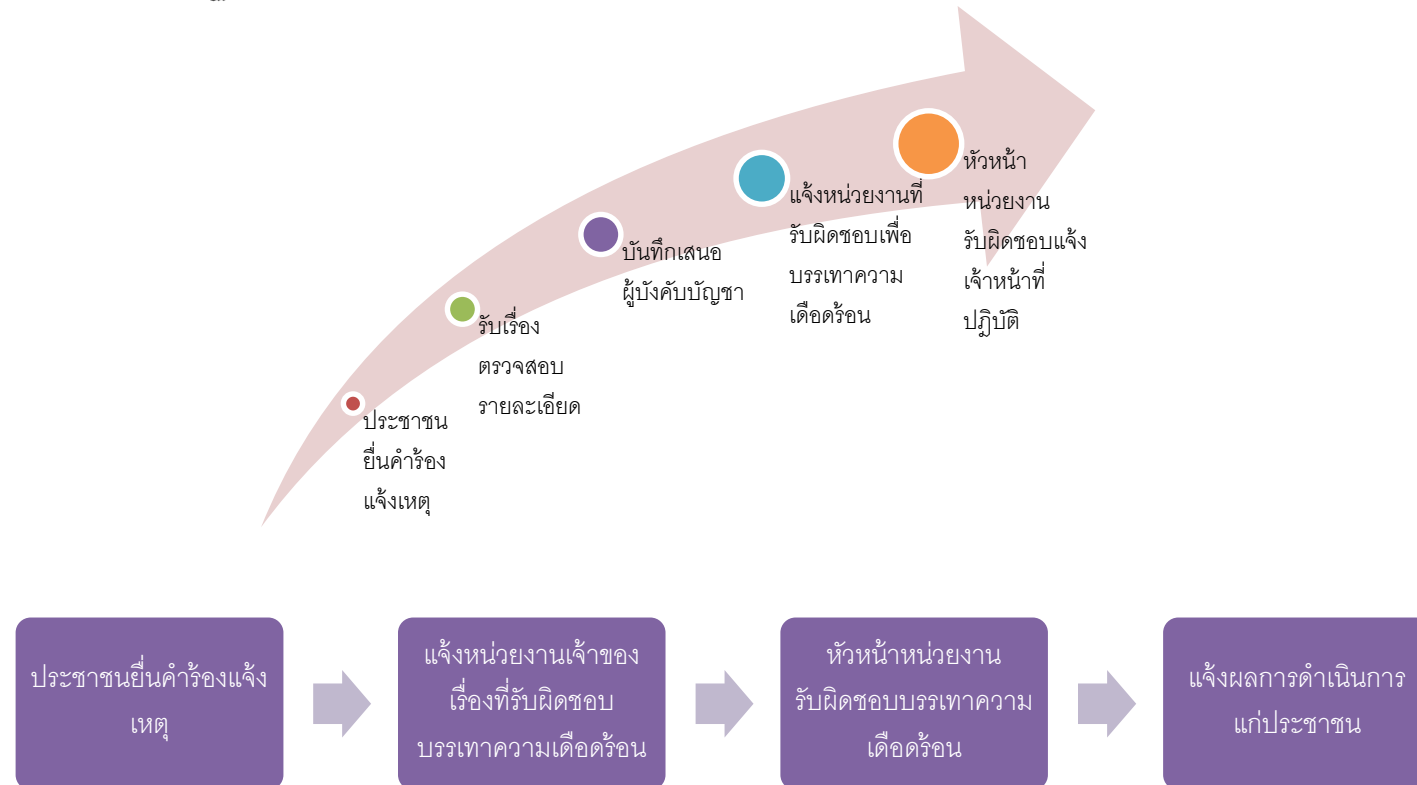 ประชาชน
ยื่นคำร้อง
แจ้งเหตุ
รับเรื่อง
ตรวจสอบ
รายละเอียด
บันทึกเสนอ
ผู้บังคับบัญชา
แจ้งหน่วยงานที่
รับผิดชอบเพื่อ
บรรเทาความ
เดือดร้อน
หัวหน้า
หน่วยงาน
รับผิดชอบแจ้ง
เจ้าหน้าที่
ปฏิบัติ
ประชาชนยื่นคำร้องแจ้ง
เหตุ
แจ้งหน่วยงานเจ้าของ
เรื่องที่รับผิดชอบ
บรรเทาความเดือดร้อน
หัวหน้าหน่วยงาน
รับผิดชอบบรรเทาความ
เดือดร้อน
แจ้งผลการดำเนินการ
แก่ประชาชน